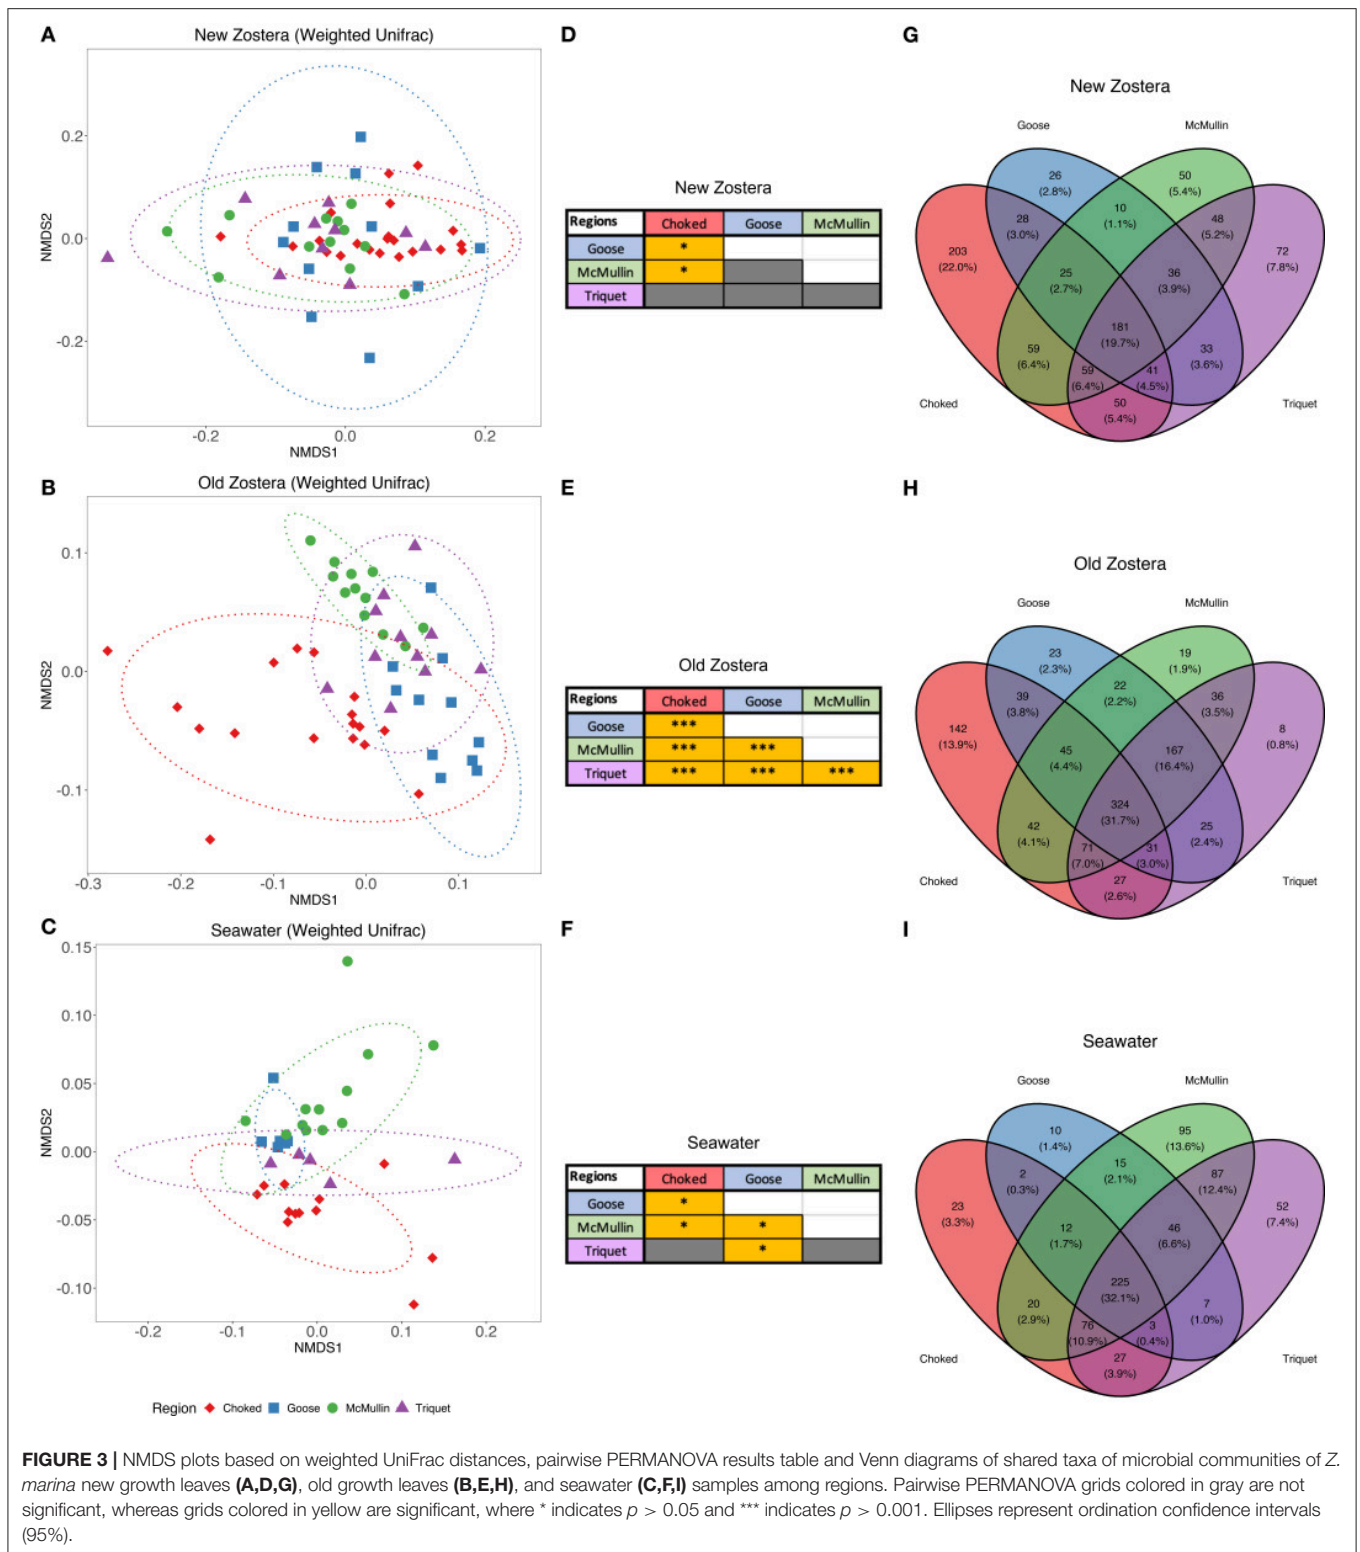 A
New Zostera (Weighted Unifrac)
0.2
0.0
-0.2
NMDS2
-0.2
0.0
0.2
NMDS1
D
New Zostera
Regions Choked Goose McMullin
Goose *
McMullin *
Triquet
G
New Zostera
Goose
McMullin
26
(2.8%)
50
(5.4%)
10
(1.1%)
28
(3.0%)
48
(5.2%)
203
(22.0%)
72
(7.8%)
25
(2.7%)
36
(3.9%)
181
(19.7%)
59
(6.4%)
33
(3.6%)
59
(6.4%)
41
(4.5%)
50
(5.4%)
Choked
Triquet
B
Old Zostera (Weighted Unifrac)
0.1
0.0
-0.1
NMDS2
-0.3
-0.2
-0.1
0.0
0.1
NMDS1
E
Old Zostera
Regions Choked Goose McMullin
Goose ***
McMullin *** ***
Triquet *** *** ***
H
Old Zostera
Goose
McMullin
23
(2.3%)
19
(1.9%)
22
(2.2%)
39
(3.8%)
36
(3.5%)
142
(13.9%)
8
(0.8%)
45
(4.4%)
167
(16.4%)
324
(31.7%)
42
(4.1%)
25
(2.4%)
71
(7.0%)
31
(3.0%)
27
(2.6%)
Choked
Triquet
C
Seawater (Weighted Unifrac)
0.15
0.10
0.05
0.00
-0.05
-0.10
NMDS2
-0.2
-0.1
0.0
0.1
0.2
NMDS1
F
Seawater
Regions Choked Goose McMullin
Goose *
McMullin * *
Triquet *
I
Seawater
Goose
McMullin
10
(1.4%)
95
(13.6%)
15
(2.1%)
2
(0.3%)
87
(12.4%)
23
(3.3%)
52
(7.4%)
12
(1.7%)
46
(6.6%)
225
(32.1%)
20
(2.9%)
7
(1.0%)
76
(10.9%)
3
(0.4%)
27
(3.9%)
Choked
Triquet
Region Choked Goose McMullin Triquet
FIGURE 3 | NMDS plots based on weighted UniFrac distances, pairwise PERMANOVA results table and Venn diagrams of shared taxa of microbial communities of Z.
marina new growth leaves (A,D,G), old growth leaves (B,E,H), and seawater (C,F,I) samples among regions. Pairwise PERMANOVA grids colored in gray are not
significant, whereas grids colored in yellow are significant, where * indicates p > 0.05 and *** indicates p > 0.001. Ellipses represent ordination confidence intervals
(95%).